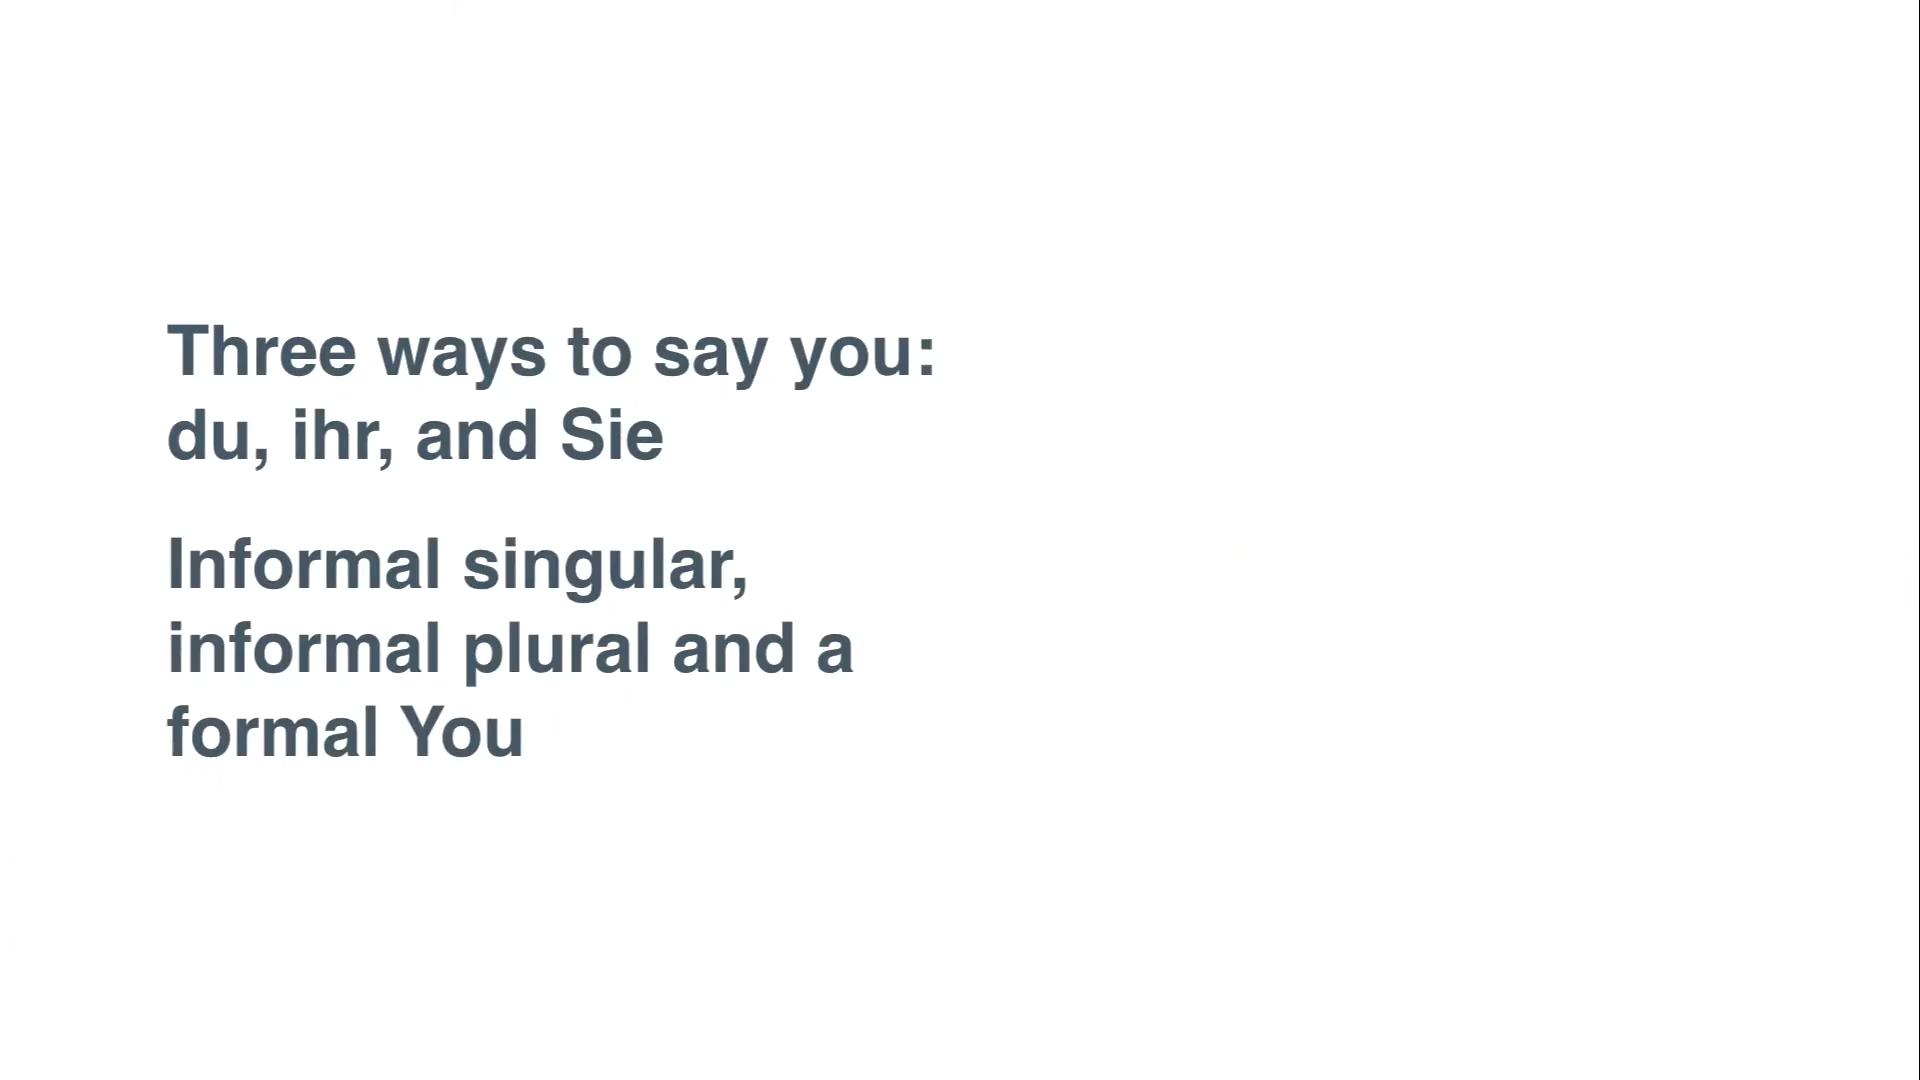 Three ways to say you:
du, ihr, and Sie
Informal singular,
informal plural and a
formal You